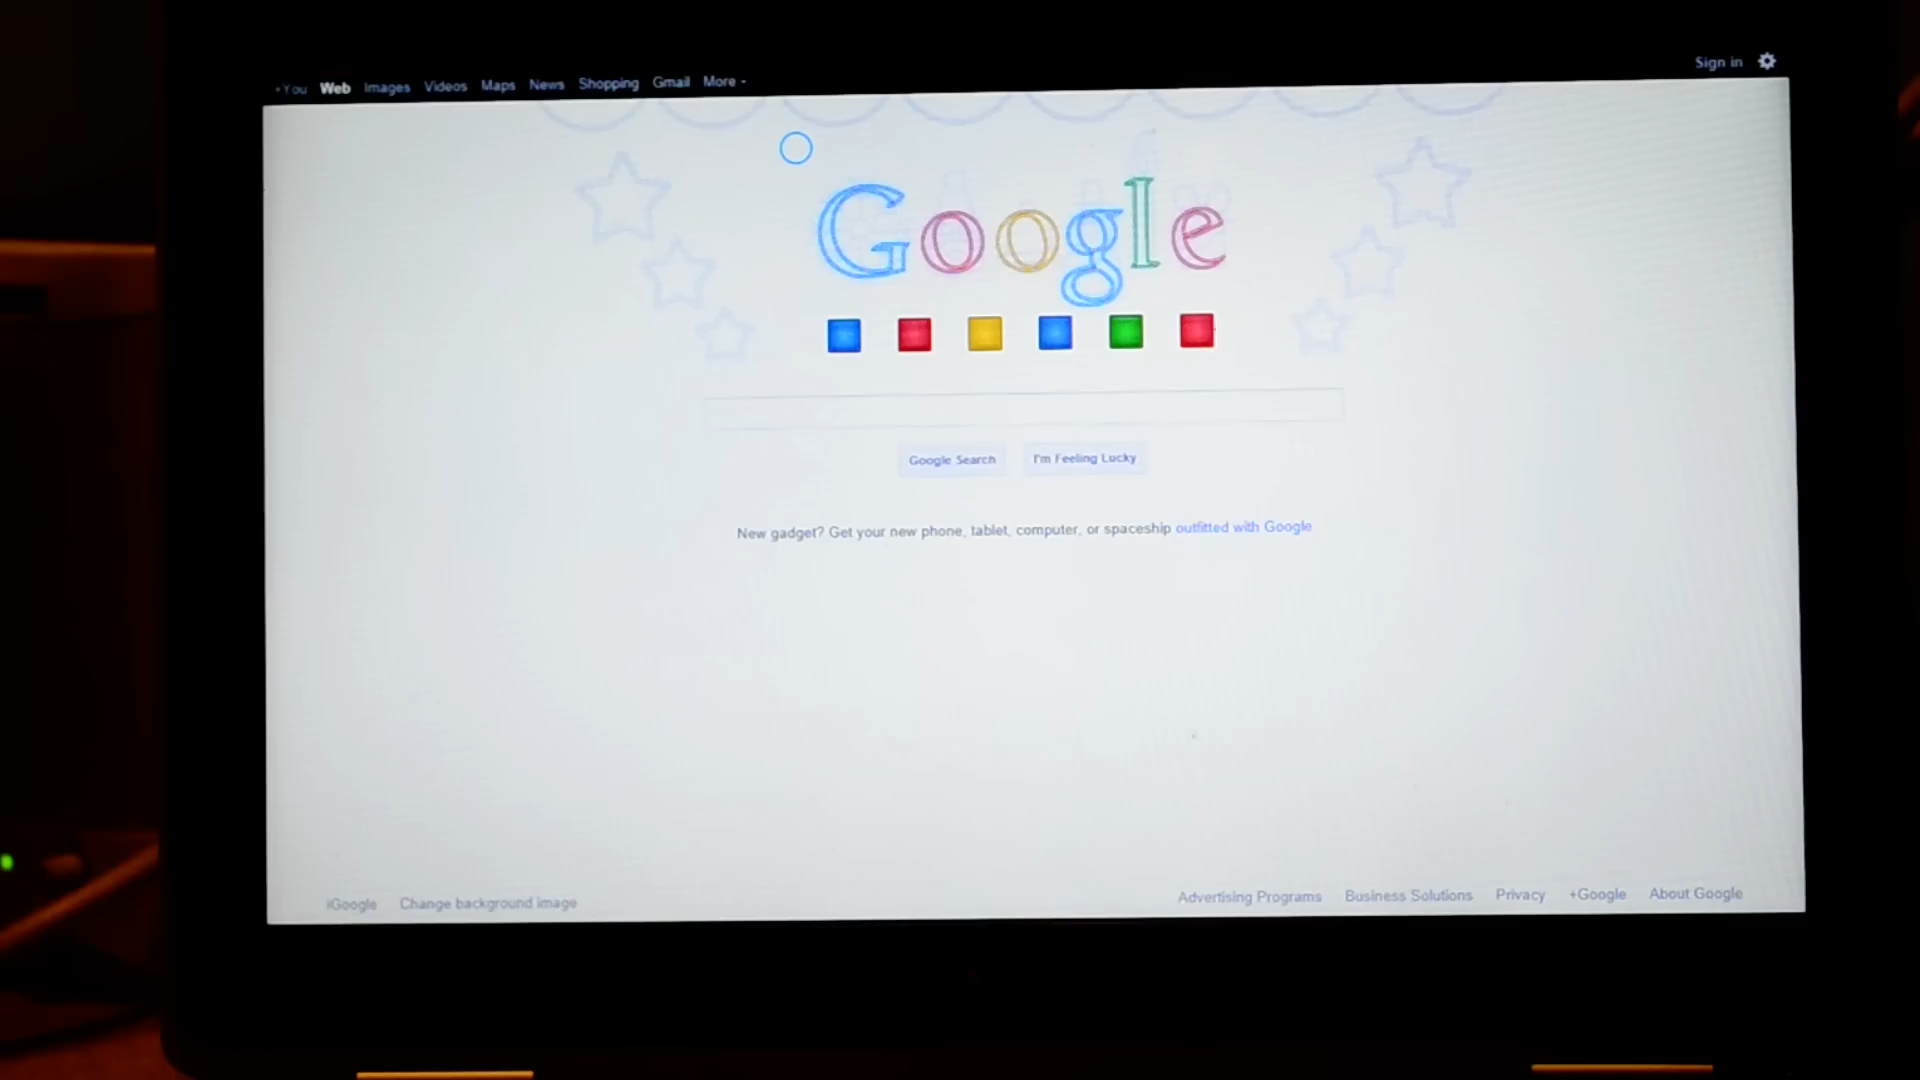 +You Web Images Videos Maps News Shopping Gmail More
Sign in
Google
Google Search I'm Feeling Lucky
New gadget? Get your new phone, tablet, computer, or spaceship outfitted with Google
iGoogle Change background image
Advertising Programs Business Solutions Privacy +Google About Google